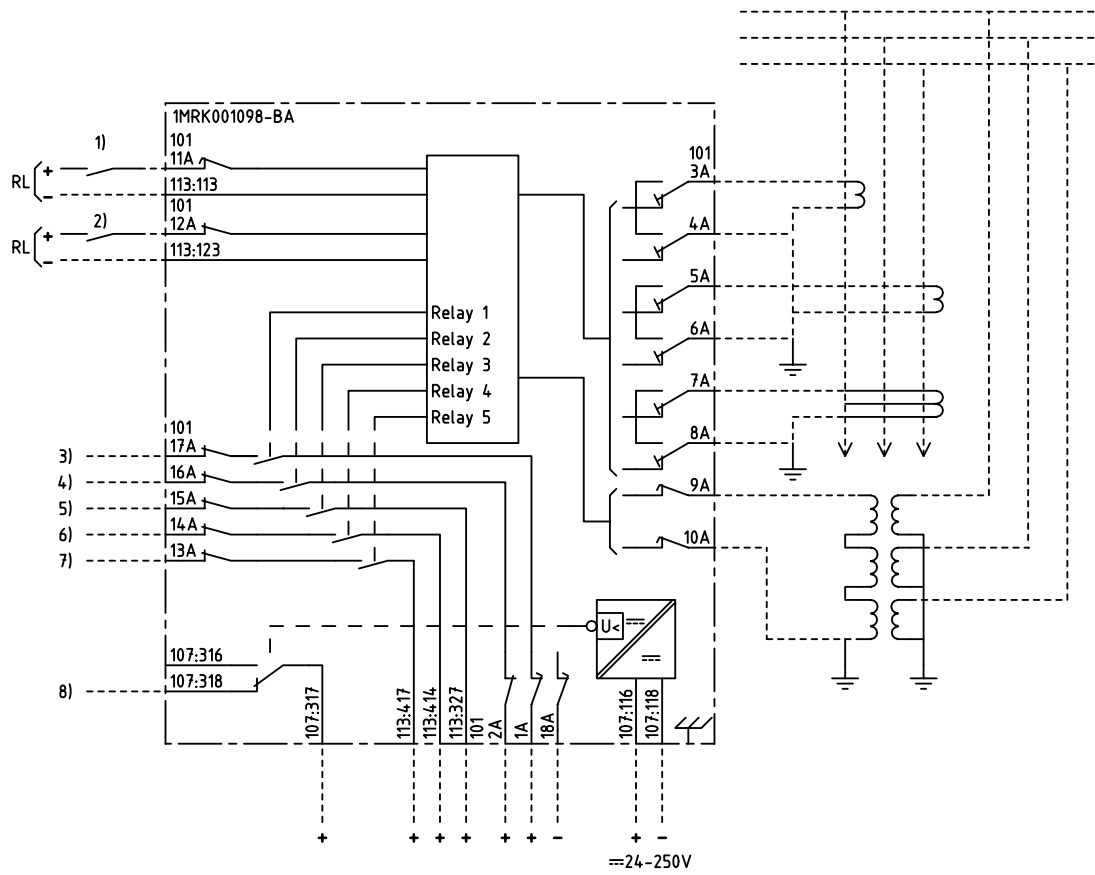 1MRK001098-BA
1)
101
11A
RL
+
-
113:113
101
2)
12A
RL
+
-
113:123
101
3A
4A
5A
6A
7A
8A
9A
10A
Relay 1
Relay 2
Relay 3
Relay 4
Relay 5
101
3)
17A
4)
16A
5)
15A
6)
14A
7)
13A
U<
107:316
8)
107:318
107:317
113:417
113:414
113:327
101
2A
1A
18A
107:116
107:118
+ + + + + + - + -
24-250V